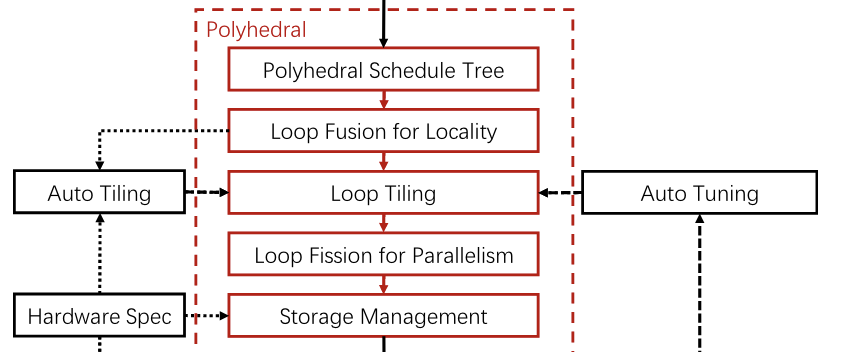 Polyhedral
Polyhedral Schedule Tree
Loop Fusion for Locality
Auto Tiling
Loop Tiling
Auto Tuning
Loop Fission for Parallelism
Hardware Spec
Storage Management